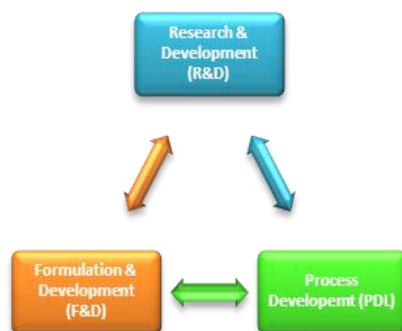 Research &
Development
(R&D)
Formulation &
Development
(F&D)
Process
Developemt (PDL)